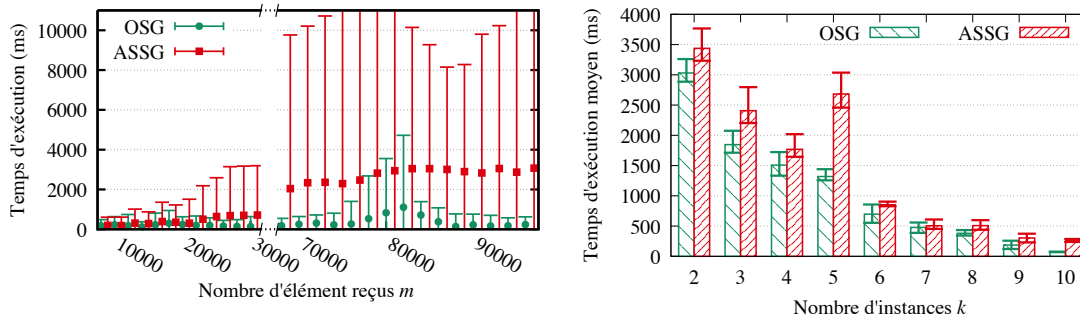 Temps d'exécution (ms)
10000
8000
6000
4000
2000
0
OSG
ASSG
10000
20000
30000
70000
80000
90000
Nombre d'élément reçus m
Temps d'exécution moyen (ms)
4000
3500
3000
2500
2000
1500
1000
500
0
OSG
ASSG
2 3 4 5 6 7 8 9 10
Nombre d'instances k